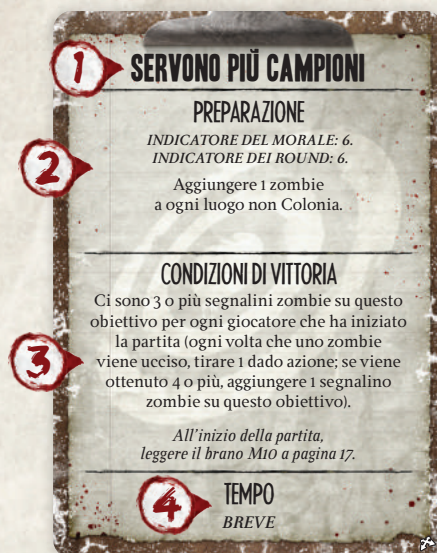 1
SERVONO PIÙ CAMPIONI
PREPARAZIONE
2
INDICATORE DEL MORALE: 6.
INDICATORE DEI ROUND: 6.
Aggiungere 1 zombie
a ogni luogo non Colonia.
CONDIZIONI DI VITTORIA
3
Ci sono 3 o più segnalini zombie su questo
obiettivo per ogni giocatore che ha iniziato
la partita (ogni volta che uno zombie
viene ucciso, tirare 1 dado azione; se viene
ottenuto 4 o più, aggiungere 1 segnalino
zombie su questo obiettivo).
All'inizio della partita,
leggere il brano M10 a pagina 17.
4
TEMPO
BREVE